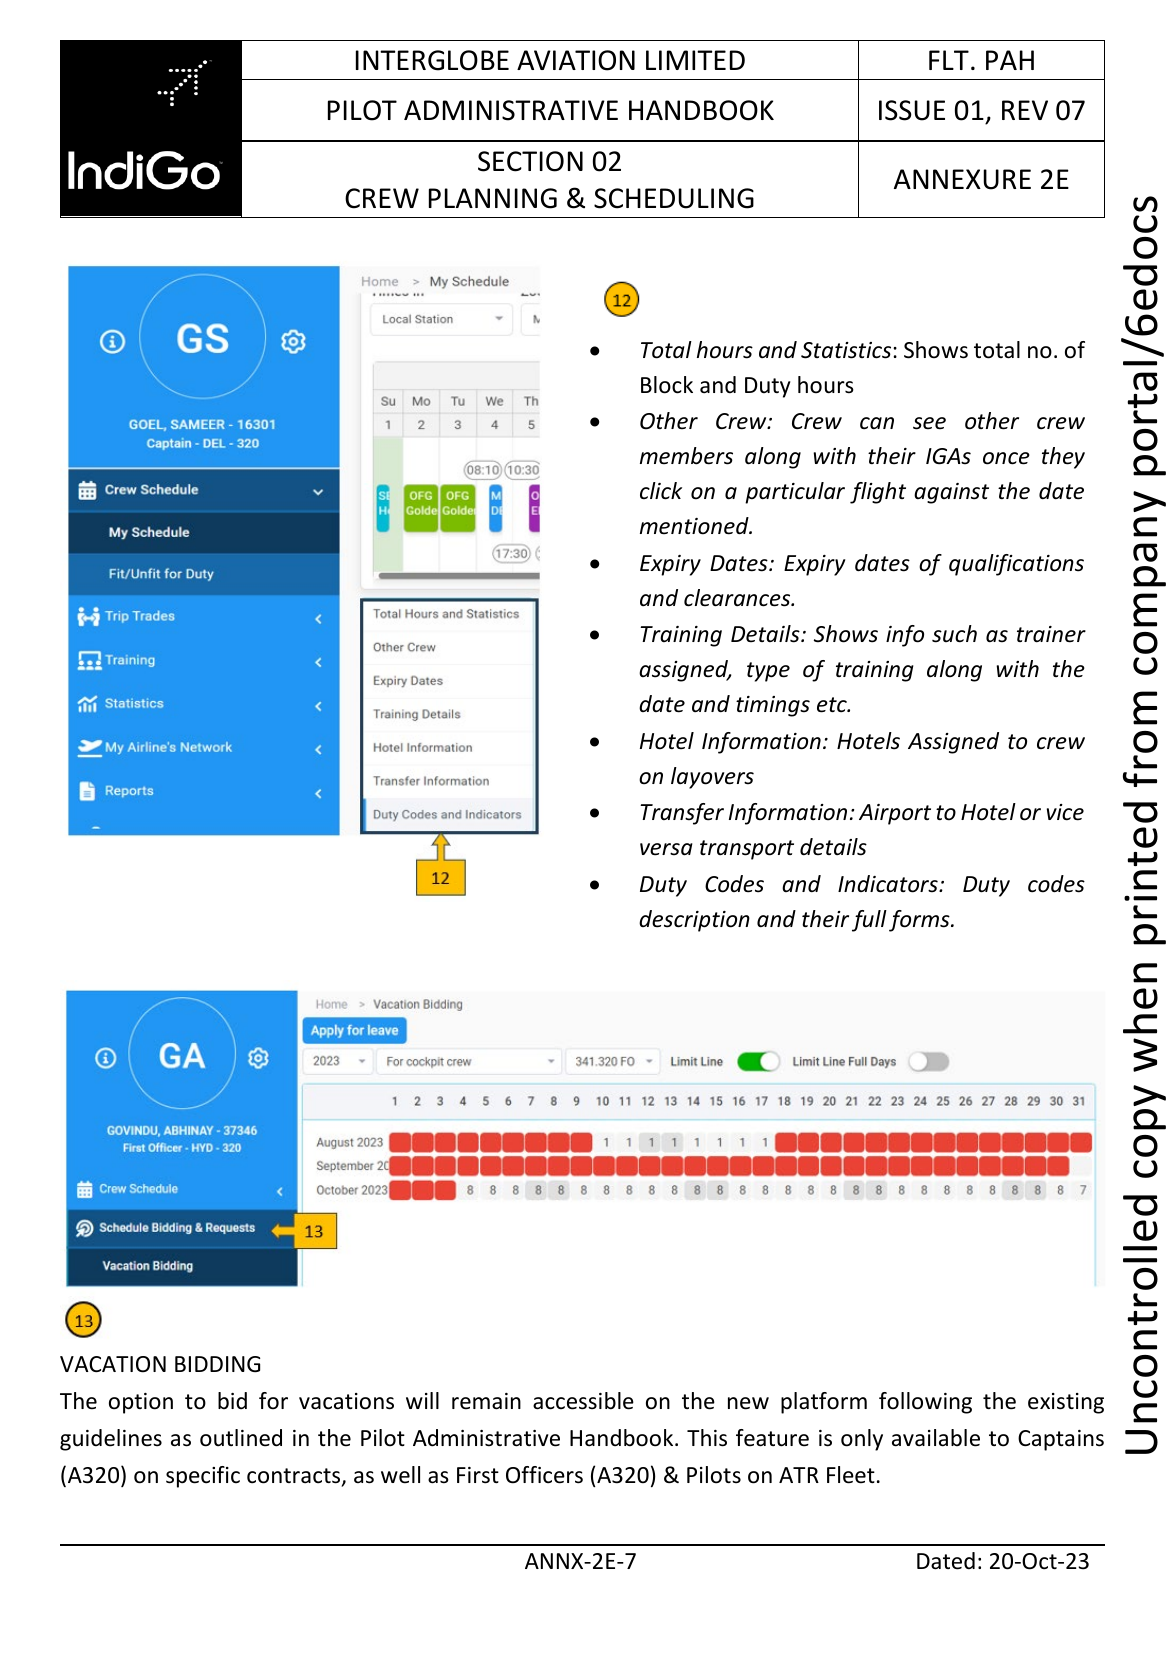 INTERGLOBE AVIATION LIMITED
FLT. PAH
IndiGo
PILOT ADMINISTRATIVE HANDBOOK
ISSUE 01, REV 07
SECTION 02
CREW PLANNING & SCHEDULING
ANNEXURE 2E
Uncontrolled copy when printed from company portal/6edocs
GS
GOEL, SAMEER - 16301
Captain - DEL - 320
Crew Schedule
My Schedule
Fit/Unfit for Duty
Trip Trades
Training
Statistics
My Airline's Network
Reports
Home > My Schedule
Local Station
Su Mo Tu We Th
1 2 3 4 5
08:10 10:30
OFG OFG
Golde Golde
17:30
Total Hours and Statistics
Other Crew
Expiry Dates
Training Details
Hotel Information
Transfer Information
Duty Codes and Indicators
12
12
• Total hours and Statistics: Shows total no. of
Block and Duty hours
• Other Crew: Crew can see other crew
members along with their IGAs once they
click on a particular flight against the date
mentioned.
• Expiry Dates: Expiry dates of qualifications
and clearances.
• Training Details: Shows info such as trainer
assigned, type of training along with the
date and timings etc.
• Hotel Information: Hotels Assigned to crew
on layovers
• Transfer Information: Airport to Hotel or vice
versa transport details
• Duty Codes and Indicators: Duty codes
description and their full forms.
GA
GOVINDU, ABHINAY - 37346
First Officer - HYD - 320
Crew Schedule
Schedule Bidding & Requests
13
Vacation Bidding
Home > Vacation Bidding
Apply for leave
2023 For cockpit crew 341.320 FO Limit Line Limit Line Full Days
1 2 3 4 5 6 7 8 9 10 11 12 13 14 15 16 17 18 19 20 21 22 23 24 25 26 27 28 29 30 31
August 2023 1 1 1 1 1 1 1 1
September 20
October 2023 8 8 8 8 8 8 8 8 8 8 8 8 8 8 8 8 8 8 8 8 8 8 8 8 8 8 8 7
13
VACATION BIDDING
The option to bid for vacations will remain accessible on the new platform following the existing
guidelines as outlined in the Pilot Administrative Handbook. This feature is only available to Captains
(A320) on specific contracts, as well as First Officers (A320) & Pilots on ATR Fleet.
ANNX-2E-7
Dated: 20-Oct-23